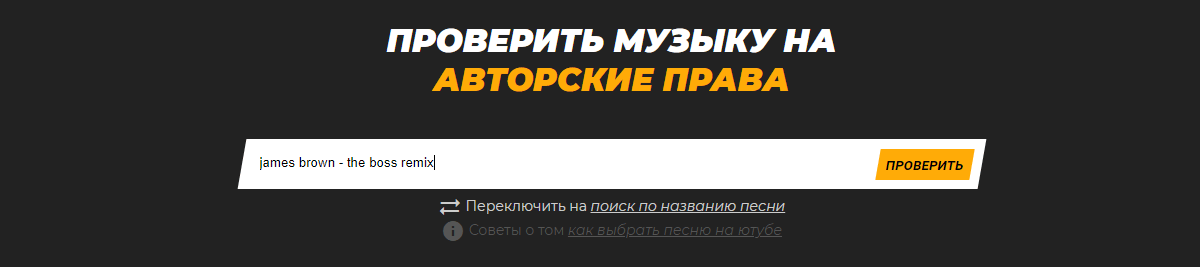 ПРОВЕРИТЬ МУЗЫКУ НА
АВТОРСКИЕ ПРАВА
james brown - the boss remix
ПРОВЕРИТЬ
Переключить на поиск по названию песни
Советы о том как выбрать песню на ютубе